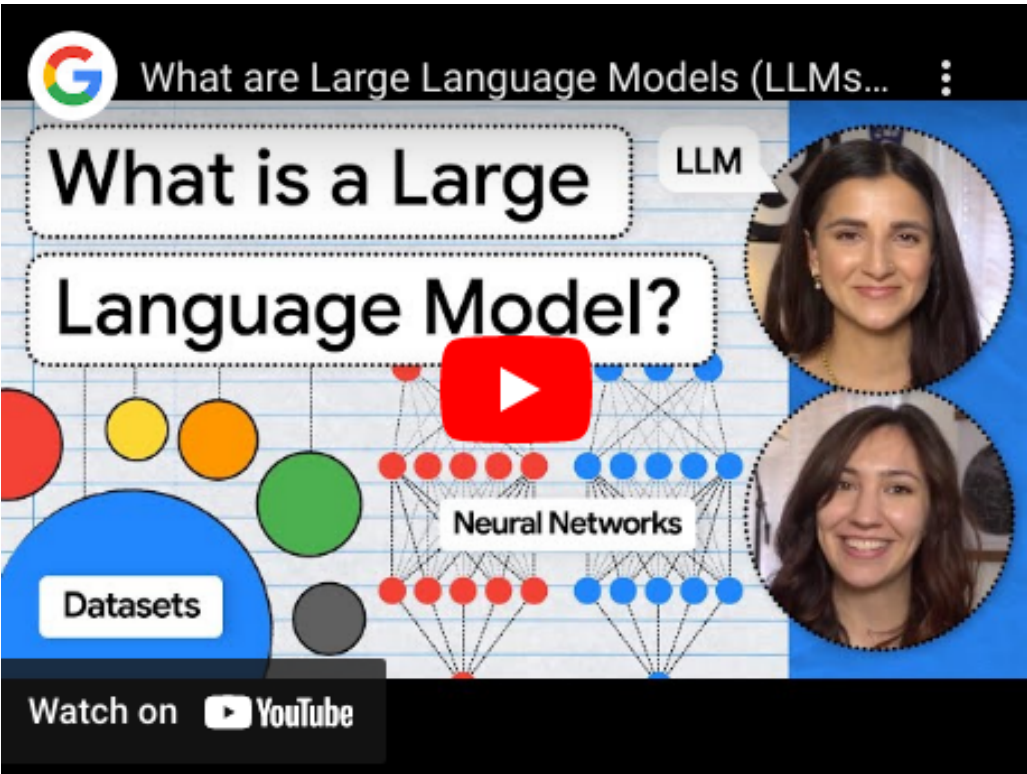 What are Large Language Models (LLMs...
What is a Large
LLM
Language Model?
Neural Networks
Datasets
Watch on YouTube